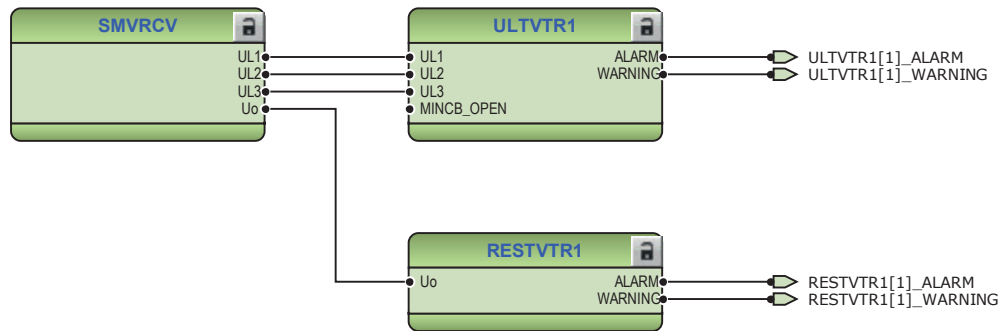 SMVRCV
UL1
UL2
UL3
Uo
ULTVTR1
UL1
UL2
UL3
MINCB_OPEN
ALARM
WARNING
ULTVTR1[1]_ALARM
ULTVTR1[1]_WARNING
RESTVTR1
Uo
ALARM
WARNING
RESTVTR1[1]_ALARM
RESTVTR1[1]_WARNING